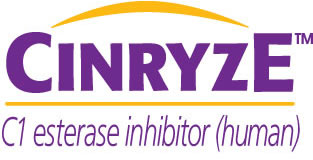 CINRYZE™
C1 esterase inhibitor (human)